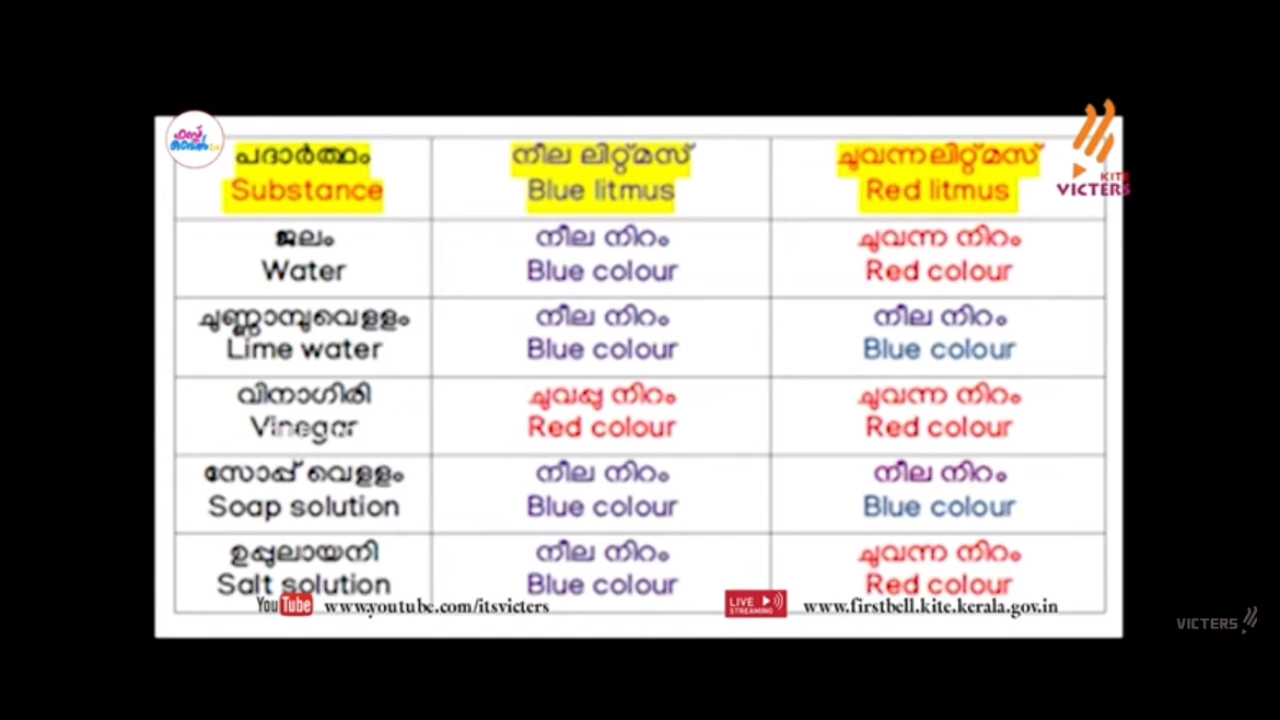 ഫസ്റ്റ്
പദാർത്ഥം
Substance
നീല ലിറ്റ്മസ്
Blue litmus
ചുവന്നലിറ്റ്മസ്
Red litmus
KITE
VICTERS
ജലം
Water
നീല നിറം
Blue colour
ചുവന്ന നിറം
Red colour
ചുണ്ണാമ്പുവെള്ളം
Lime water
നീല നിറം
Blue colour
നീല നിറം
Blue colour
വിനാഗിരി
Vinegar
ചുവപ്പു നിറം
Red colour
ചുവന്ന നിറം
Red colour
സോപ്പ് വെള്ളം
Soap solution
നീല നിറം
Blue colour
നീല നിറം
Blue colour
ഉപ്പുലായനി
Salt solution
നീല നിറം
Blue colour
ചുവന്ന നിറം
Red colour
YouTube www.youtube.com/itsvicters
LIVE
STREAMING
www.firstbell.kite.kerala.gov.in
VICTERS